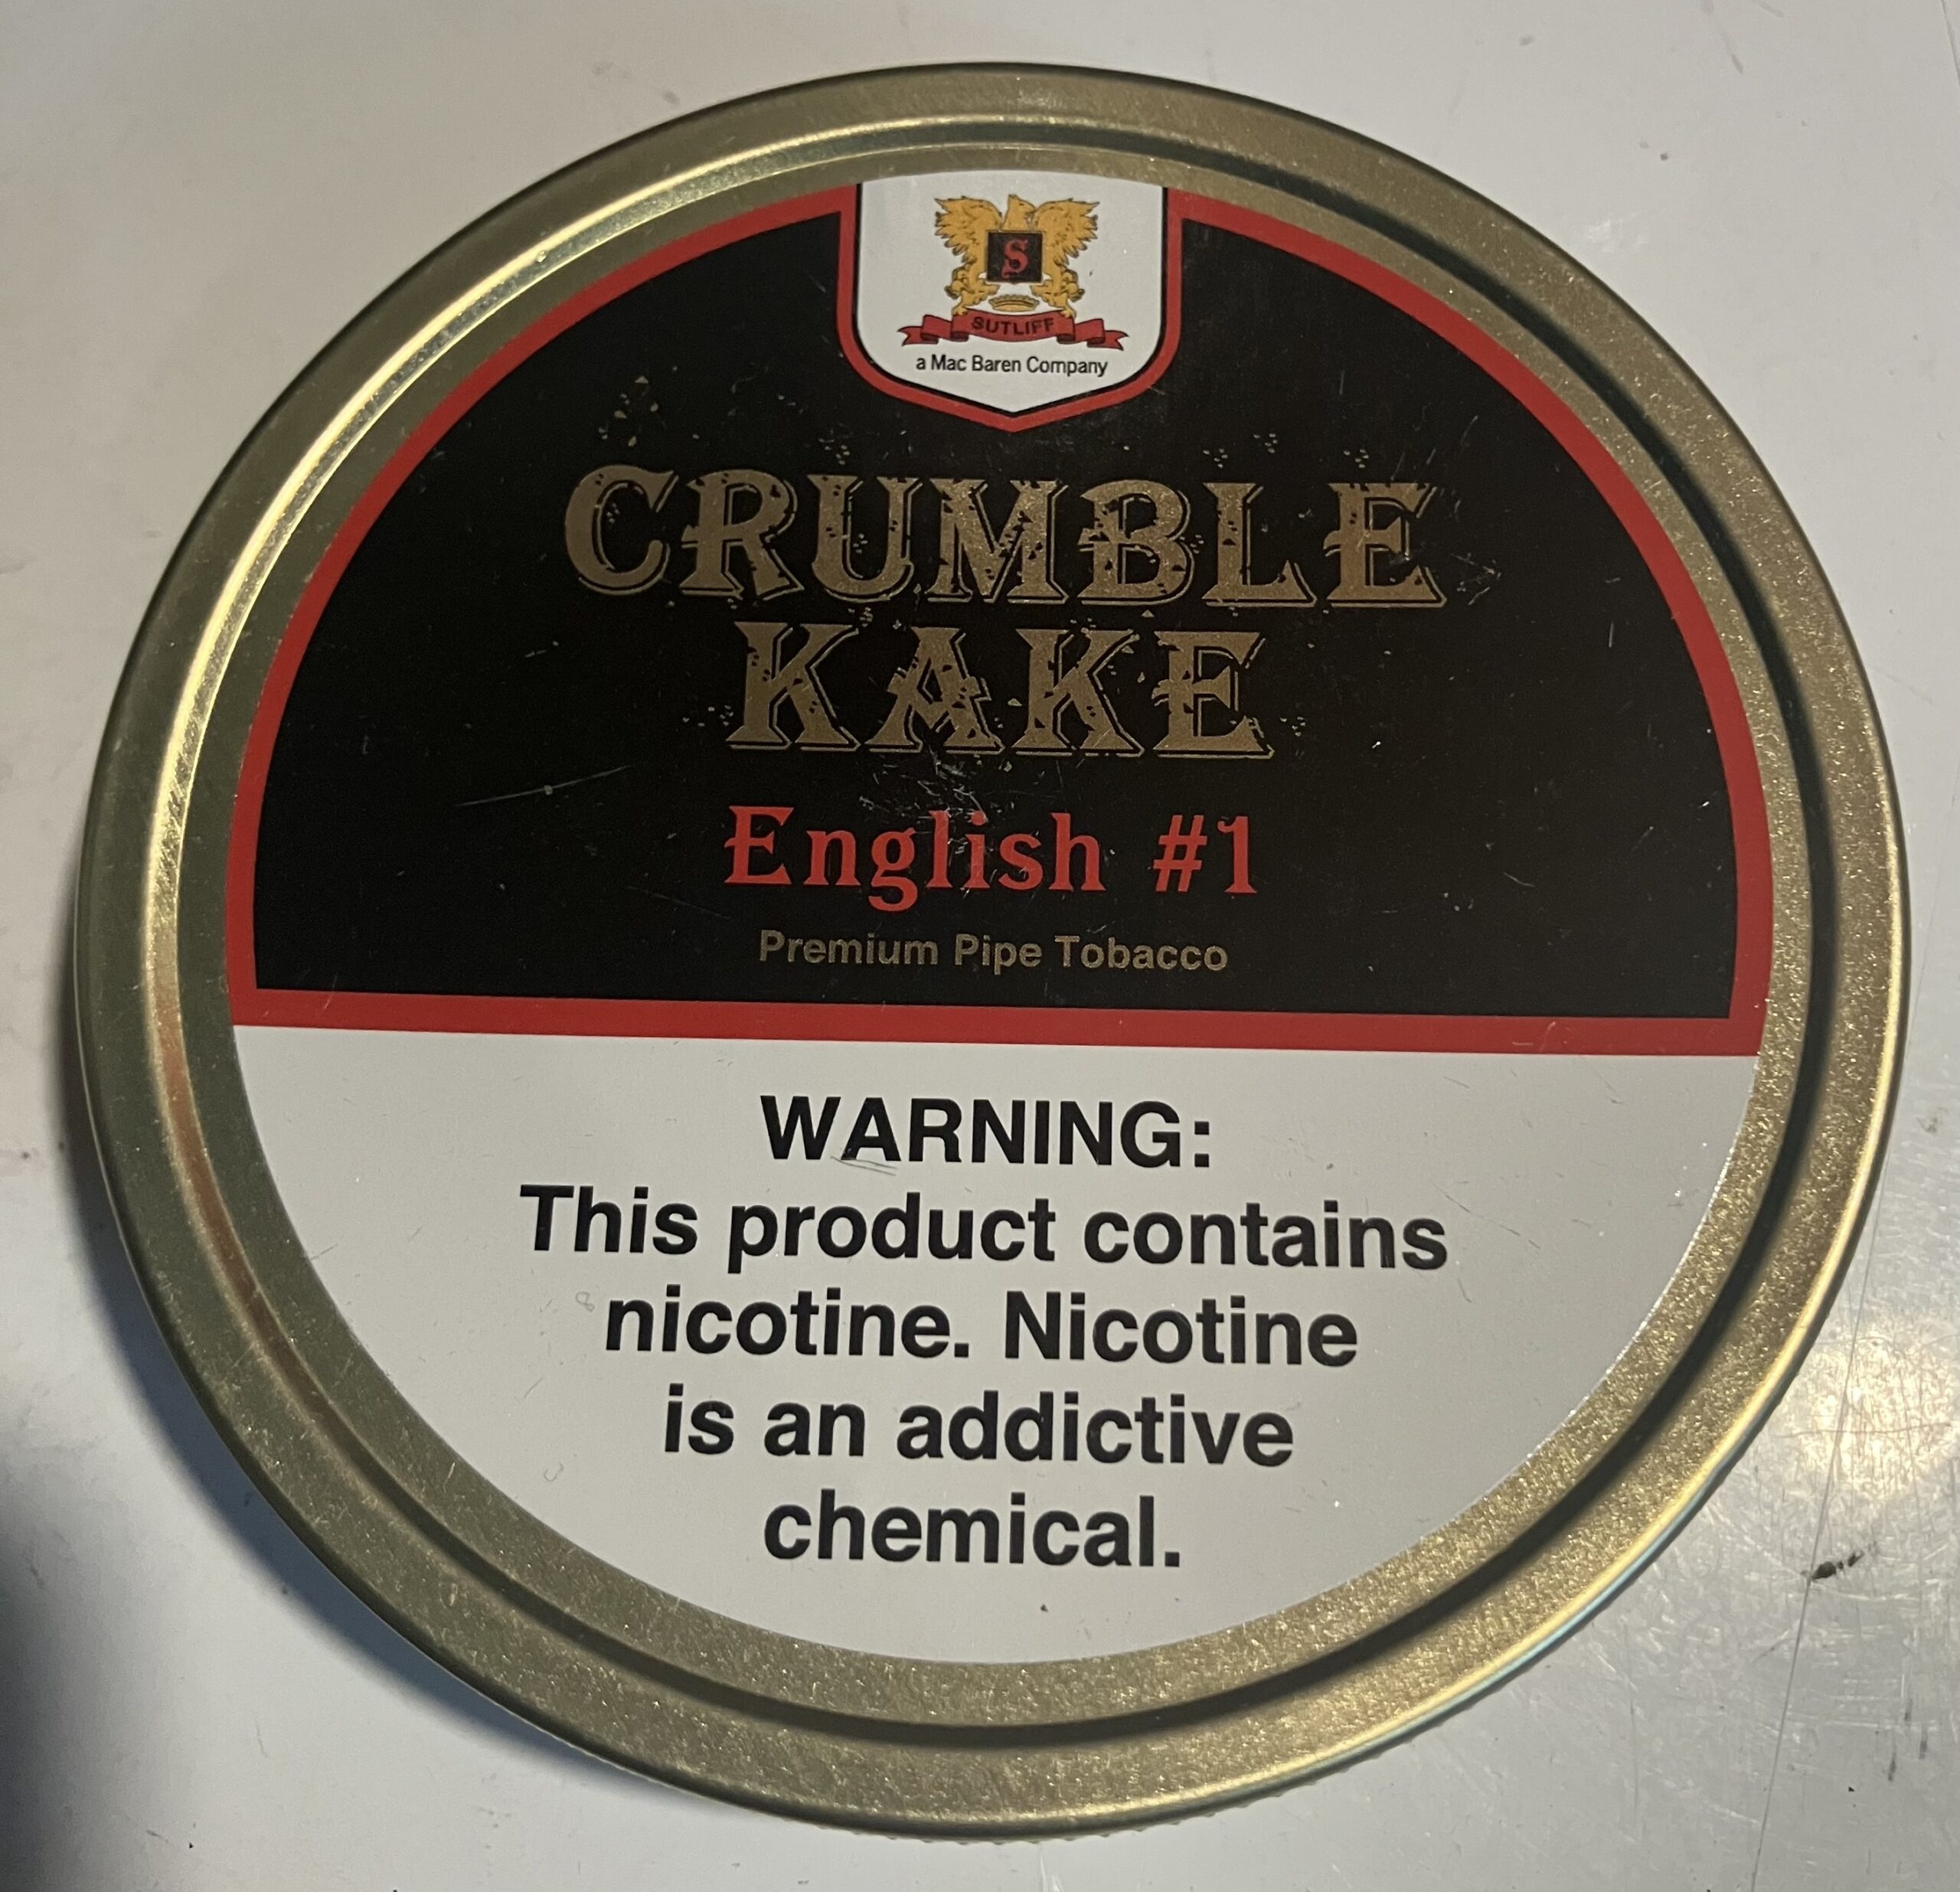 S
SUTLIFF
a Mac Baren Company
CRUMBLE
KAKE
English #1
Premium Pipe Tobacco
WARNING:
This product contains
nicotine. Nicotine
is an addictive
chemical.